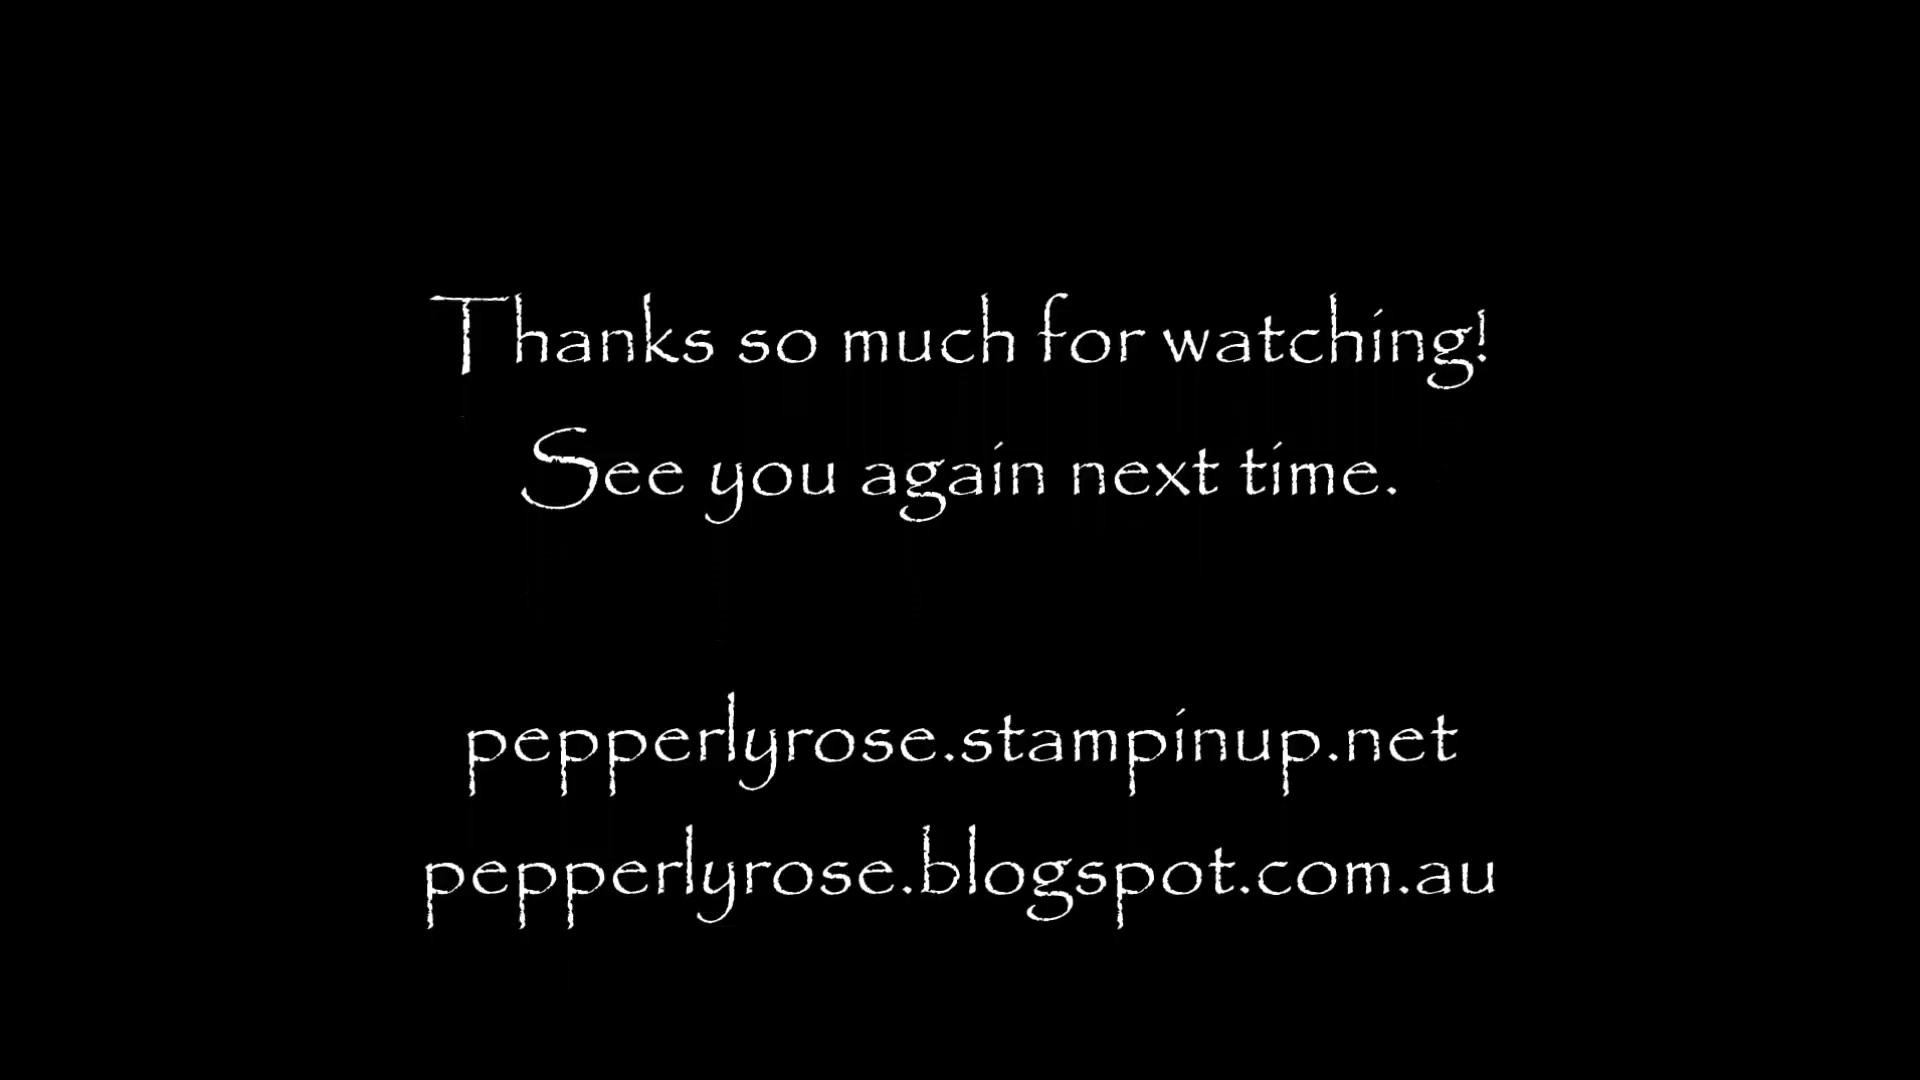 Thanks so much for watching!
See you again next time.
pepperlyrose.stampinup.net
pepperlyrose.blogspot.com.au